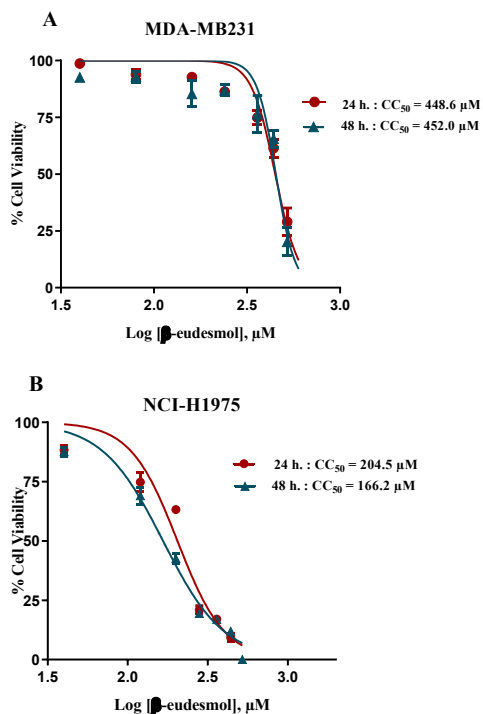 A
MDA-MB231
100
75
50
25
0
% Cell Viability
24 h. : CC₅₀ = 448.6 µM
48 h. : CC₅₀ = 452.0 µM
1.5 2.0 2.5 3.0
Log [β-eudesmol], µM
B
NCI-H1975
100
75
50
25
0
% Cell Viability
24 h. : CC₅₀ = 204.5 µM
48 h. : CC₅₀ = 166.2 µM
1.5 2.0 2.5 3.0
Log [β-eudesmol], µM